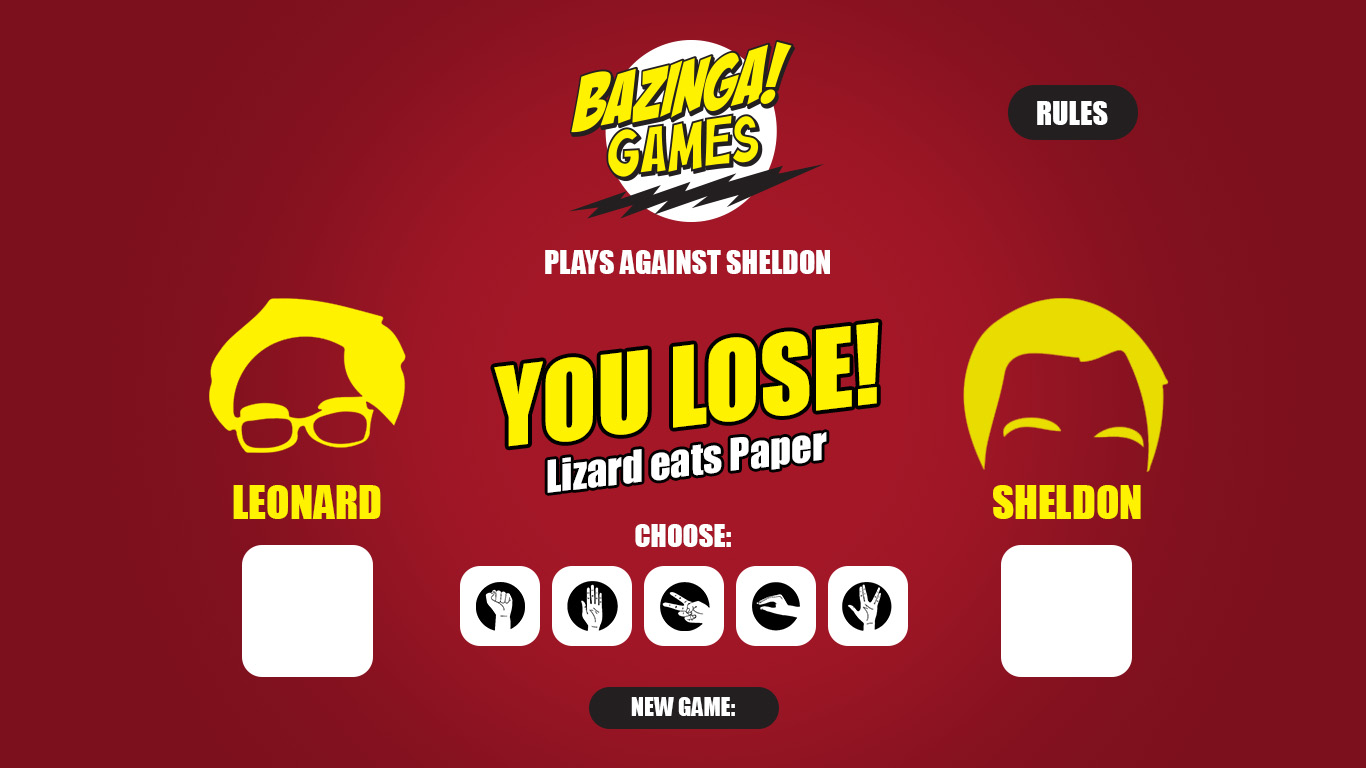 BAZINGA!
GAMES
RULES
PLAYS AGAINST SHELDON
YOU LOSE!
Lizard eats Paper
LEONARD
SHELDON
CHOOSE:
NEW GAME: